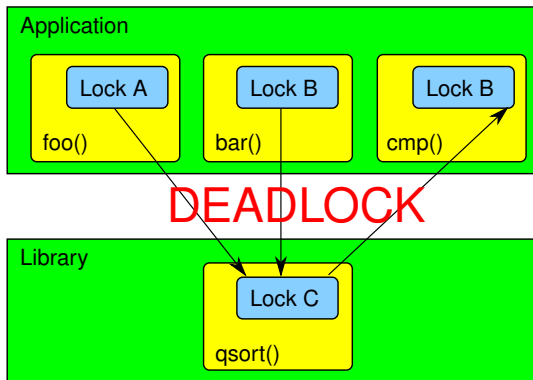 Application
Lock A
Lock B
Lock B
foo()
bar()
cmp()
DEADLOCK
Library
Lock C
qsort()